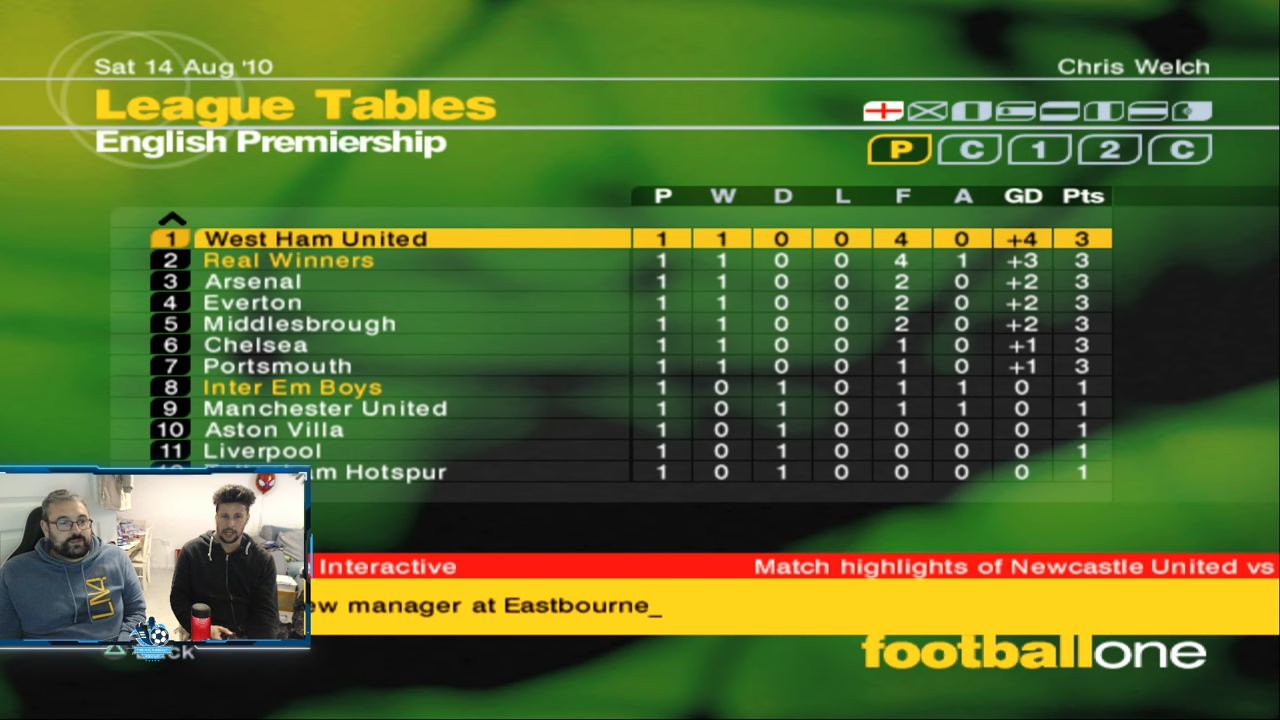 Sat 14 Aug '10
Chris Welch
League Tables
English Premiership
P C 1 2 C
P W D L F A GD Pts
1 West Ham United 1 1 0 0 4 0 +4 3
2 Real Winners 1 1 0 0 4 1 +3 3
3 Arsenal 1 1 0 0 2 0 +2 3
4 Everton 1 1 0 0 2 0 +2 3
5 Middlesbrough 1 1 0 0 2 0 +2 3
6 Chelsea 1 1 0 0 1 0 +1 3
7 Portsmouth 1 1 0 0 1 0 +1 3
8 Inter Em Boys 1 0 1 0 1 1 0 1
9 Manchester United 1 0 1 0 1 1 0 1
10 Aston Villa 1 0 1 0 0 0 0 1
11 Liverpool 1 0 1 0 0 0 0 1
Hotspur 1 0 1 0 0 0 0 1
Interactive Match highlights of Newcastle United vs
ew manager at Eastbourne_
footballone